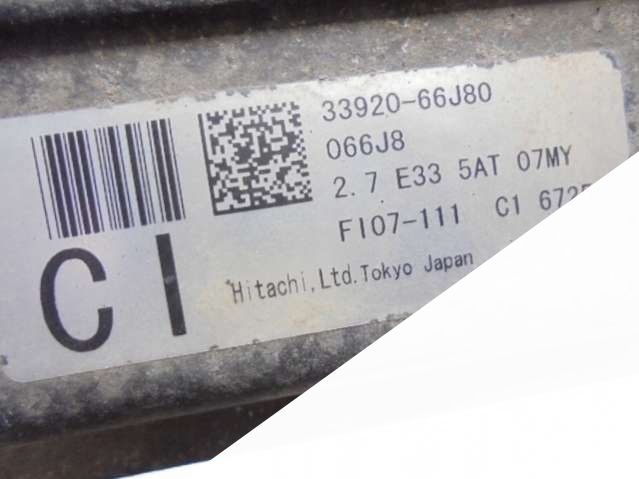 33920-66J80
066J8
2.7 E33 5AT 07MY
FI07-111 C1
Hitachi,Ltd.Tokyo Japan
CI